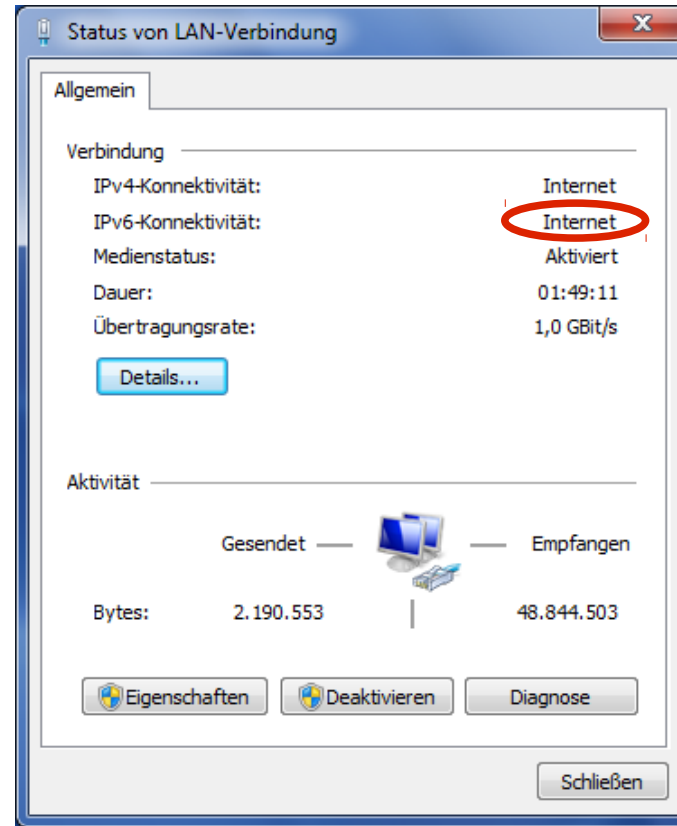 Status von LAN-Verbindung
Allgemein
Verbindung
IPv4-Konnektivität: Internet
IPv6-Konnektivität: Internet
Medienstatus: Aktiviert
Dauer: 01:49:11
Übertragungsrate: 1,0 GBit/s
Details...
Aktivität
Gesendet Empfangen
Bytes: 2.190.553 48.844.503
Eigenschaften Deaktivieren Diagnose
Schließen